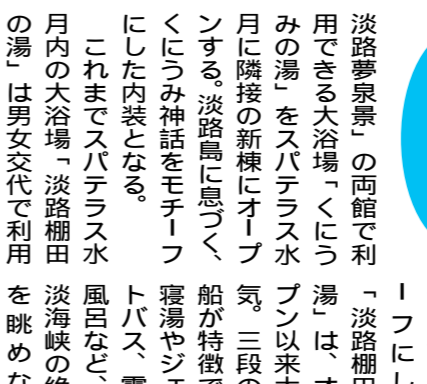 淡路夢泉景」の両館で利
用できる大浴場「くにう
みの湯」をスパテラス水
月に隣接の新棟にオープ
ンする。淡路島に息づく、
くにうみ神話をモチーフ
にした内装となる。
これまでスパテラス水
月内の大浴場「淡路棚田
の湯」は男女交代で利用
ーフにし
「淡路棚田
湯」は、オ
プン以来
気。三段の
船が特徴で
寝湯やジェ
トバス、
風呂など、
淡海峡の絶
を眺めな